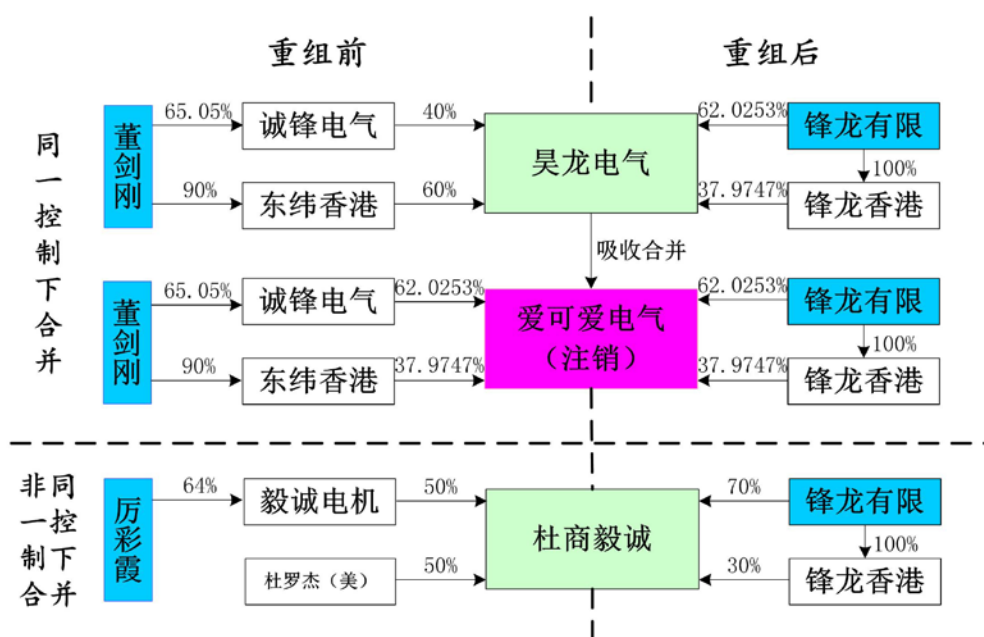 重组前
重组后
同一控制下合并
董剑刚
65.05%
诚锋电气
40%
昊龙电气
62.0253%
锋龙有限
100%
90%
东纬香港
60%
37.9747%
锋龙香港
吸收合并
董剑刚
65.05%
诚锋电气
62.0253%
爱可爱电气
（注销）
62.0253%
锋龙有限
100%
90%
东纬香港
37.9747%
37.9747%
锋龙香港
非同一控制下合并
厉彩霞
64%
毅诚电机
50%
杜商毅诚
70%
锋龙有限
100%
杜罗杰（美）
50%
30%
锋龙香港